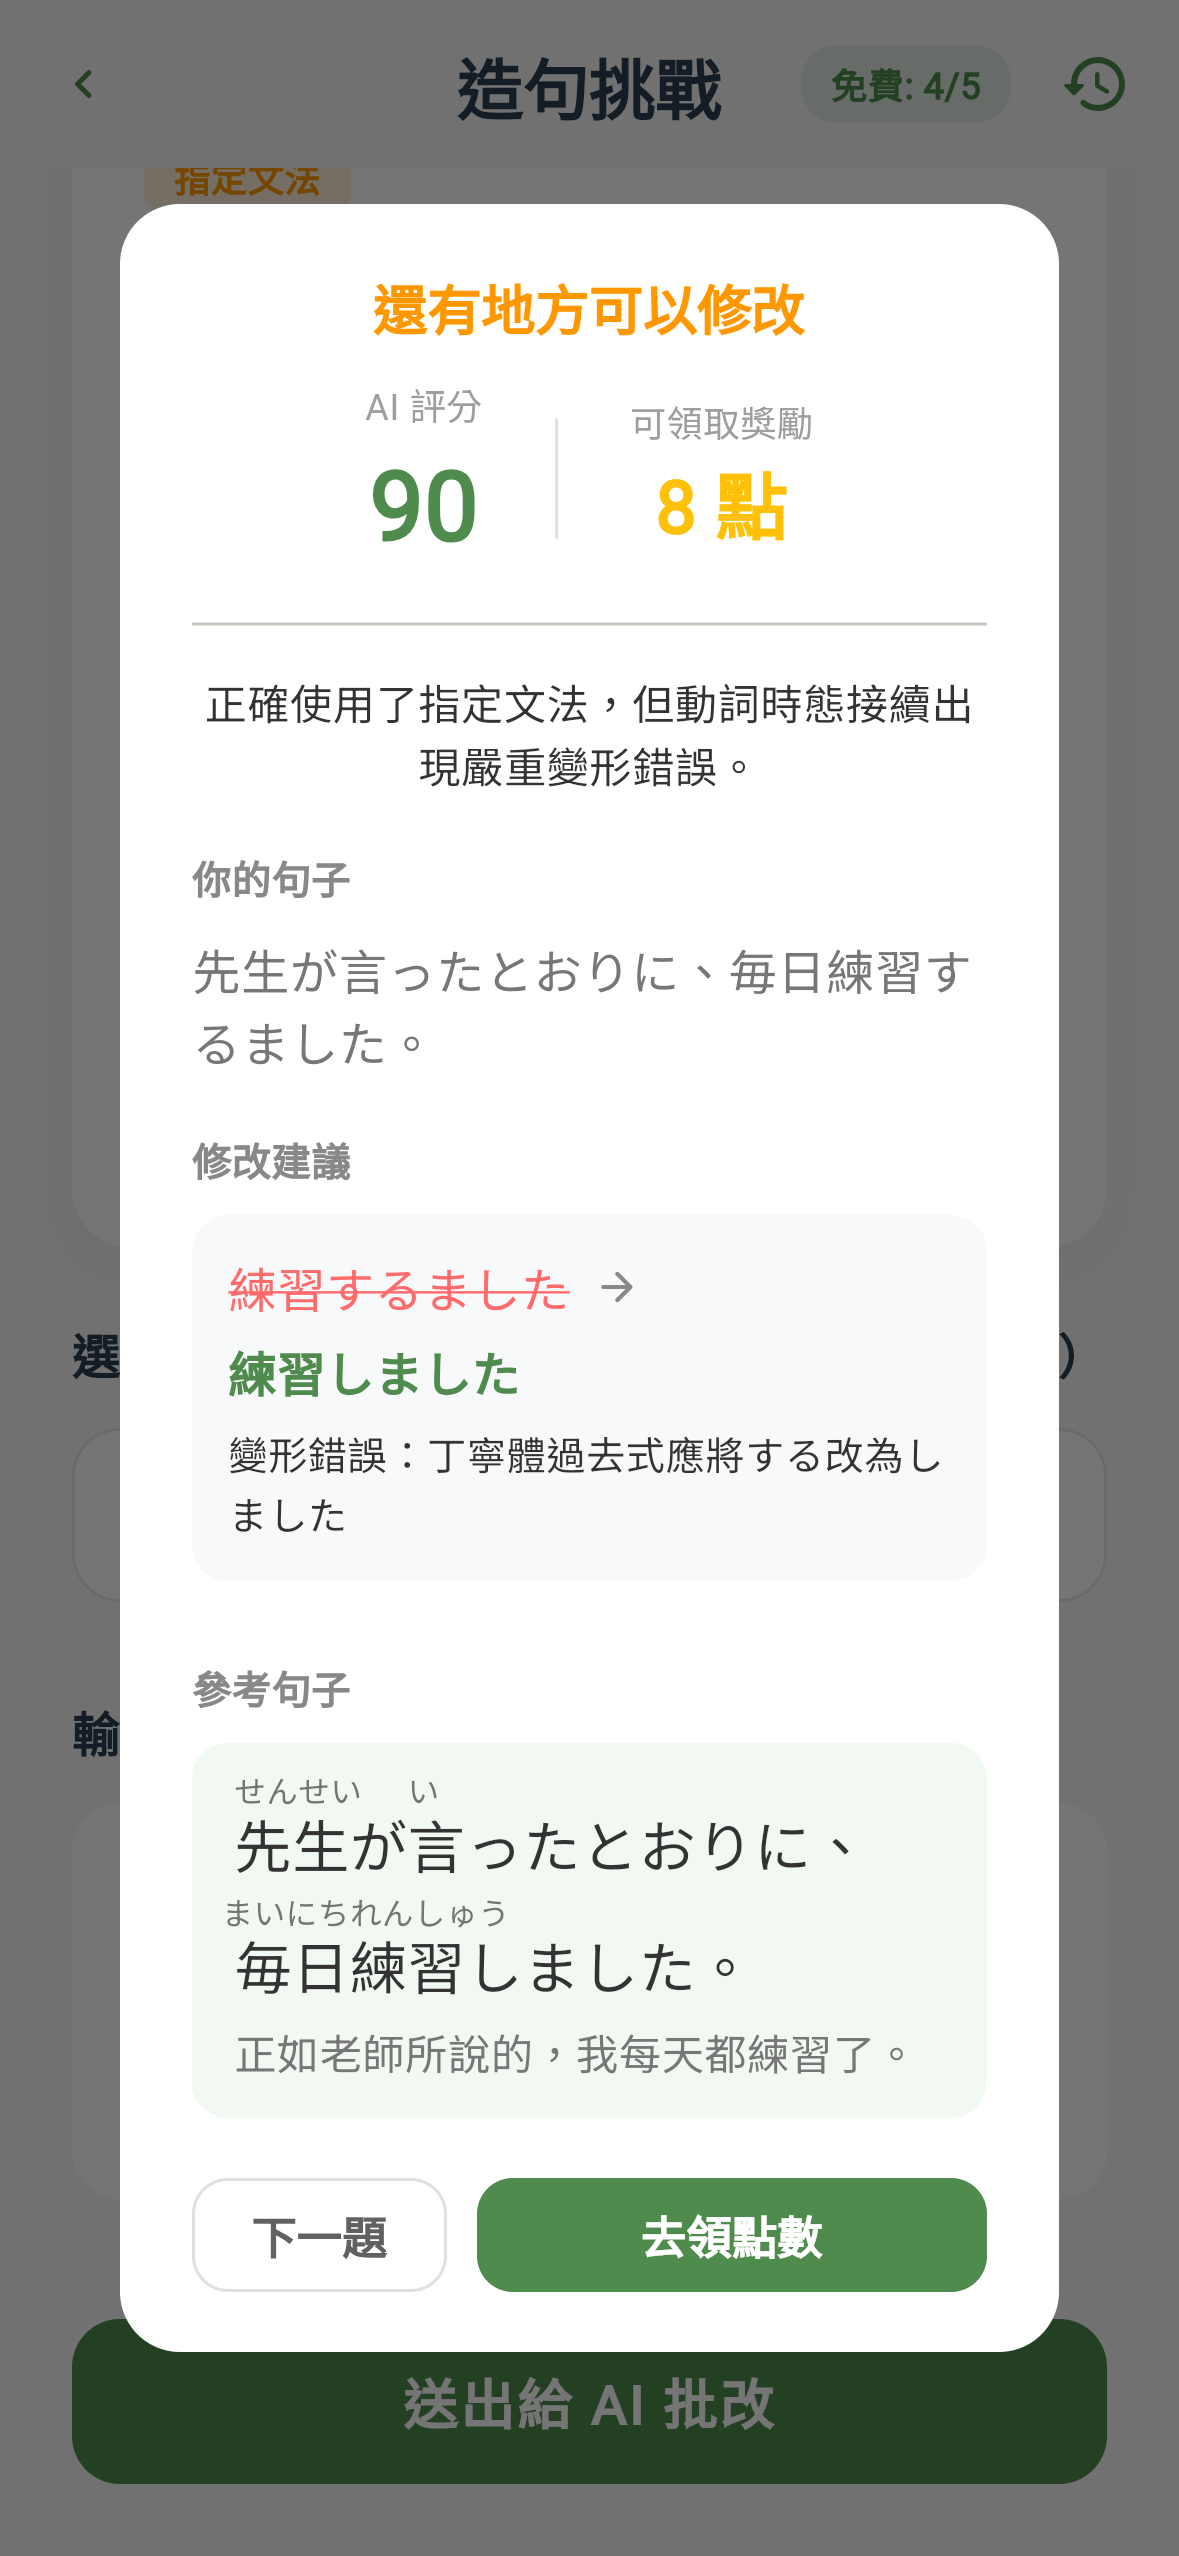 造句挑戰
免費: 4/5
指定文法
還有地方可以修改
AI 評分
可領取獎勵
90
8 點
正確使用了指定文法，但動詞時態接續出
現嚴重變形錯誤。
你的句子
先生が言ったとおりに、毎日練習す
るました。
修改建議
練習するました →
練習しました
變形錯誤：丁寧體過去式應將する改為し
ました
選
）
輸
參考句子
せんせい い
先生が言ったとおりに、
まいにちれんしゅう
毎日練習しました。
正如老師所說的，我每天都練習了。
下一題
去領點數
送出給 AI 批改